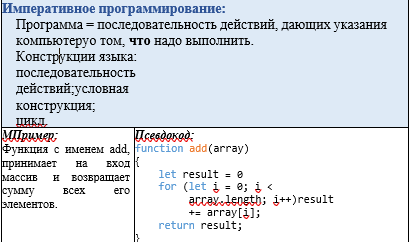 Императивное программирование:
Программа = последовательность действий, дающих указания
компьютеруо том, что надо выполнить.
Конструкции языка:
последовательность
действий;условная
конструкция;
цикл.
МПример:
Функция с именем add,
принимает на вход
массив и возвращает
сумму всех его
элементов.
Псевдокод:
function add(array)
{
let result = 0
for (let i = 0; i <
array.length; i++)result
+= array[i];
return result;
}